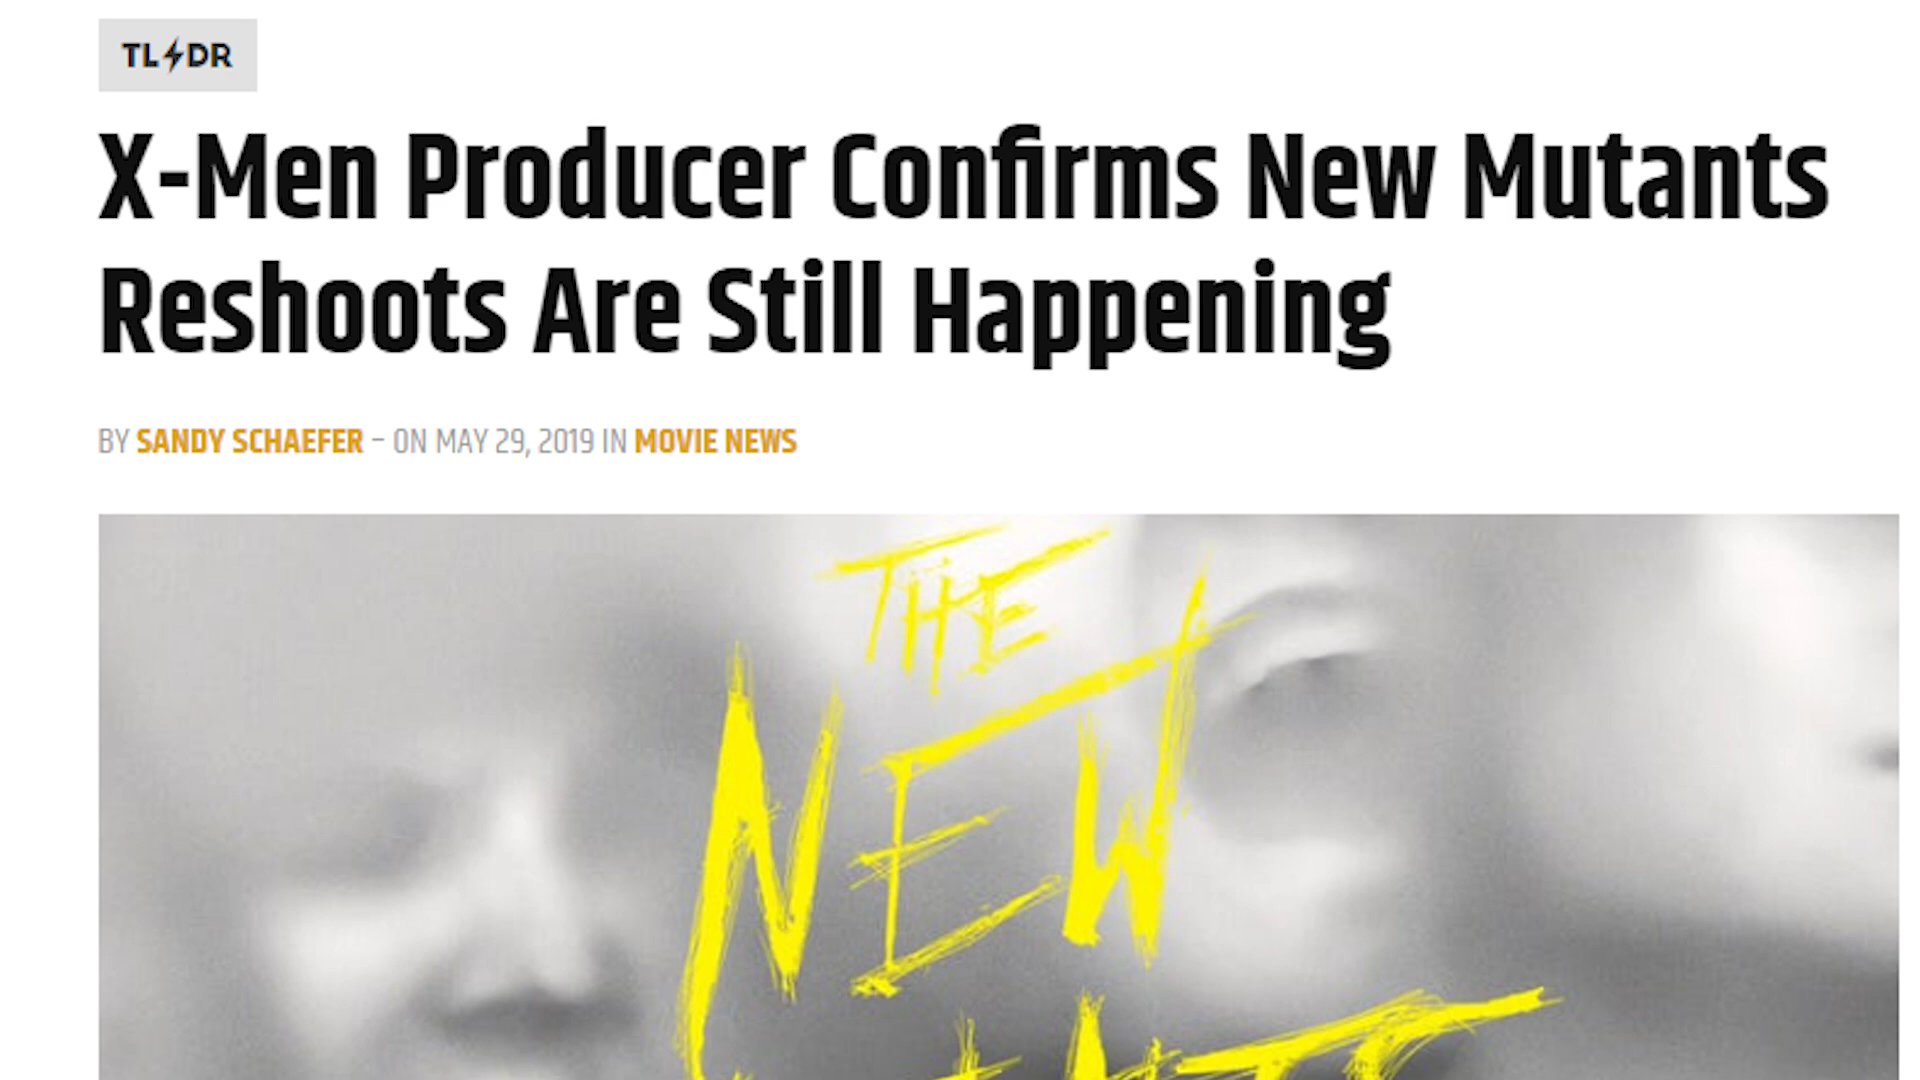 TL DR
X-Men Producer Confirms New Mutants
Reshoots Are Still Happening
BY SANDY SCHAEFER – ON MAY 29, 2019 IN MOVIE NEWS
THE
NEW